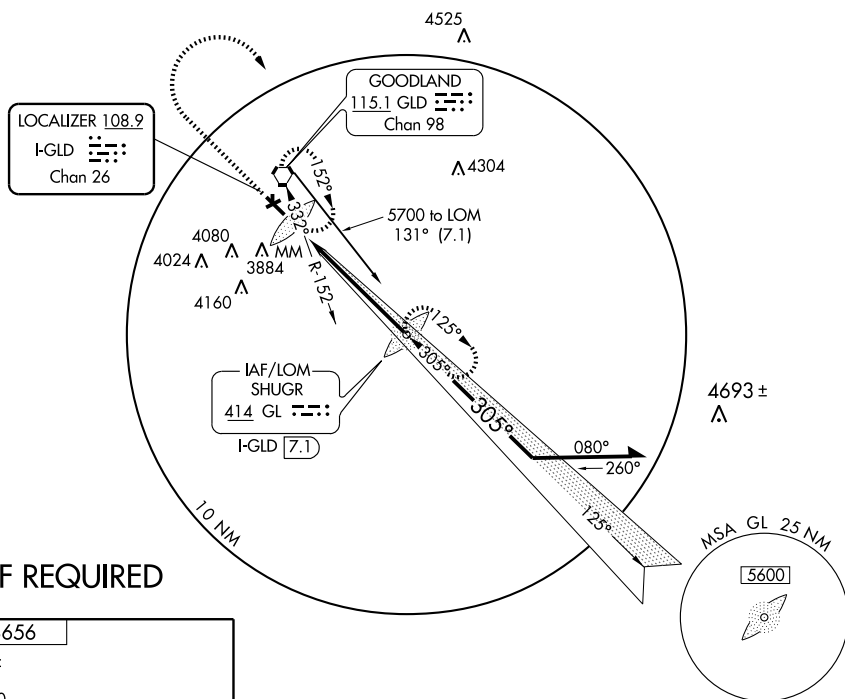 4525
GOODLAND
115.1 GLD
Chan 98
LOCALIZER 108.9
I-GLD
Chan 26
4304
152°
332°
5700 to LOM
131° (7.1)
4080
4024
3884
MM
4160
R-152
125°
IAF/LOM
SHUGR
414 GL
I-GLD 7.1
305°
305°
4693 ±
080°
260°
125°
10 NM
MSA GL 25 NM
5600
F REQUIRED
656